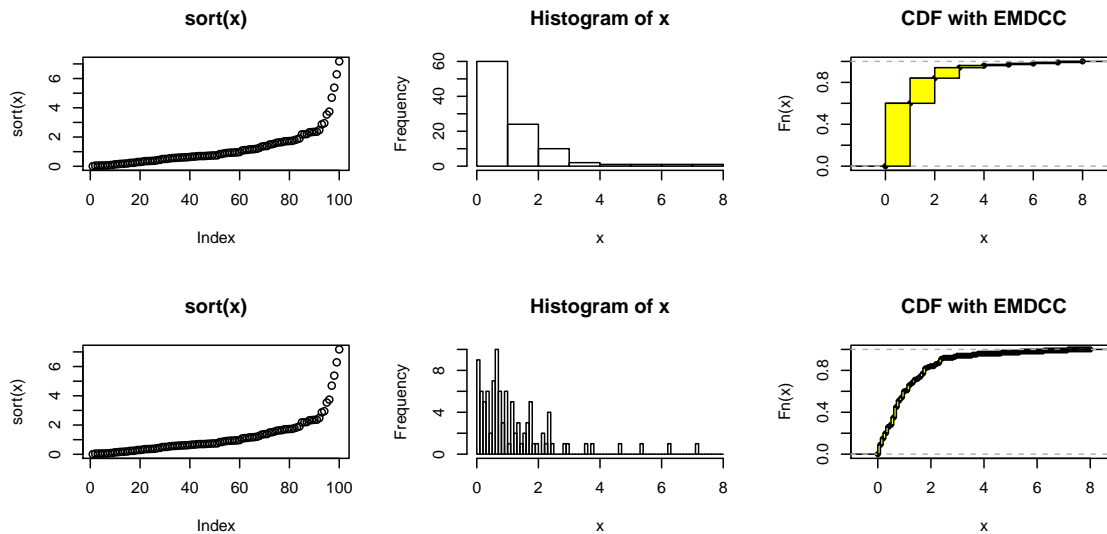 sort(x)
Histogram of x
CDF with EMDCC
sort(x)
0 2 4 6
0 20 40 60 80 100
Index
Frequency
0 20 40 60
0 2 4 6 8
x
Fn(x)
0.0 0.4 0.8
0 2 4 6 8
x
sort(x)
Histogram of x
CDF with EMDCC
sort(x)
0 2 4 6
0 20 40 60 80 100
Index
Frequency
0 4 8
0 2 4 6 8
x
Fn(x)
0.0 0.4 0.8
0 2 4 6 8
x